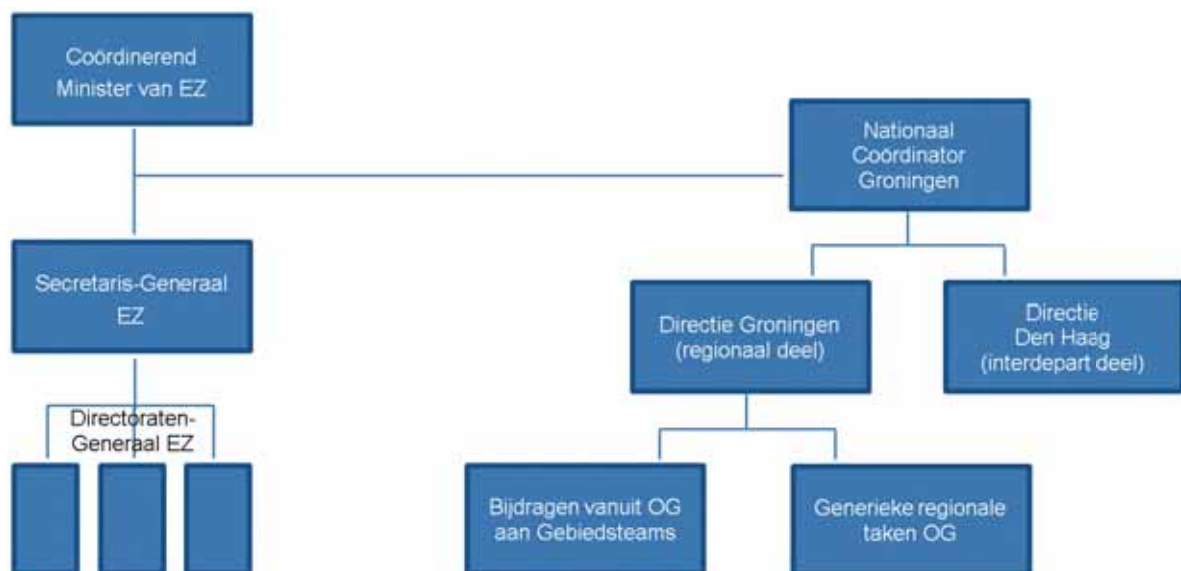 Coördinerend
Minister van EZ
Nationaal
Coördinator
Groningen
Secretaris-Generaal
EZ
Directie Groningen
(regionaal deel)
Directie
Den Haag
(interdepart deel)
Directoraten-
Generaal EZ
Bijdragen vanuit OG
aan Gebiedsteams
Generieke regionale
taken OG